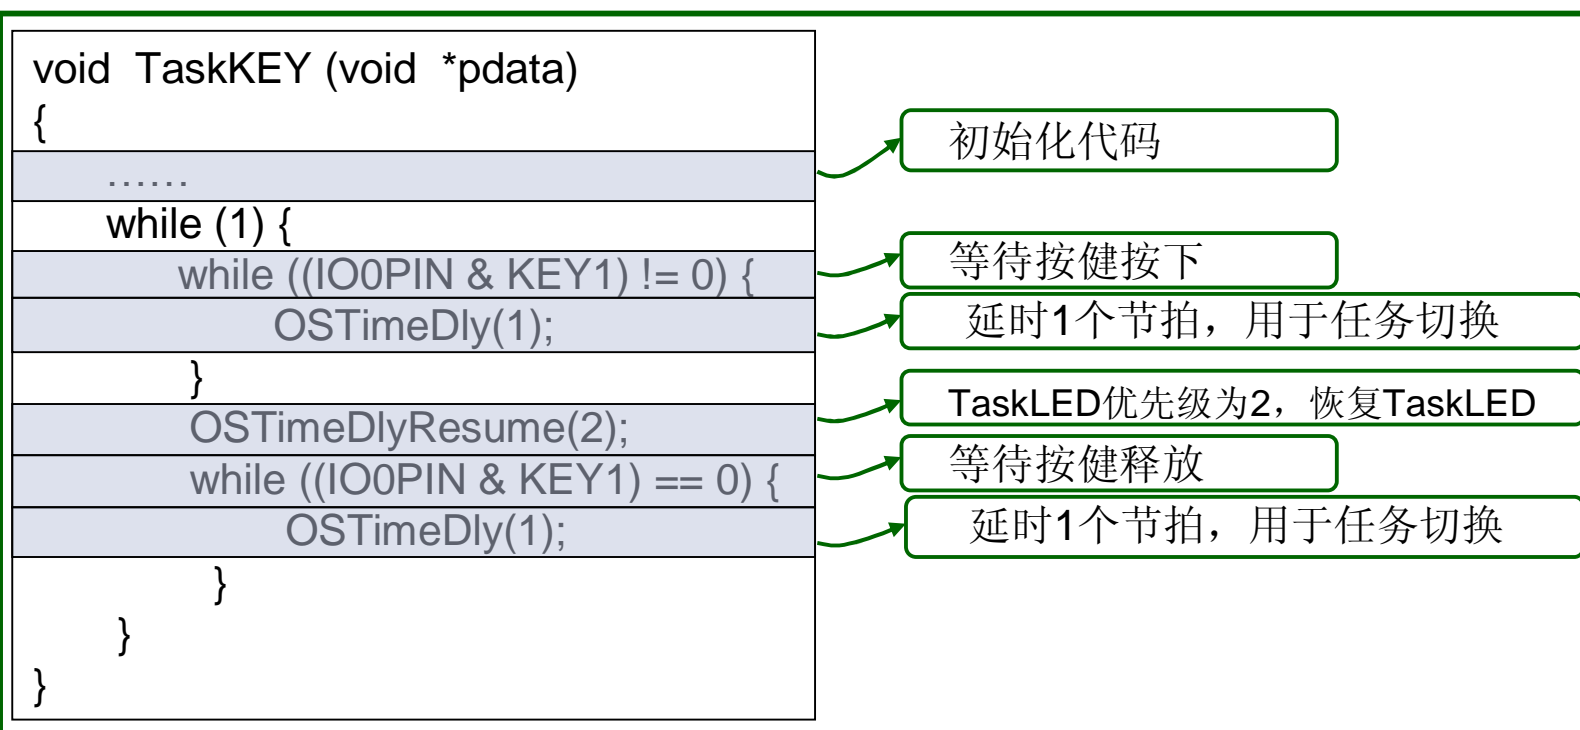 void TaskKEY (void *pdata)
{
初始化代码
……
while (1) {
等待按健按下
while ((IO0PIN & KEY1) != 0) {
延时1个节拍，用于任务切换
OSTimeDly(1);
}
TaskLED优先级为2，恢复TaskLED
OSTimeDlyResume(2);
等待按健释放
while ((IO0PIN & KEY1) == 0) {
延时1个节拍，用于任务切换
OSTimeDly(1);
}
}
}